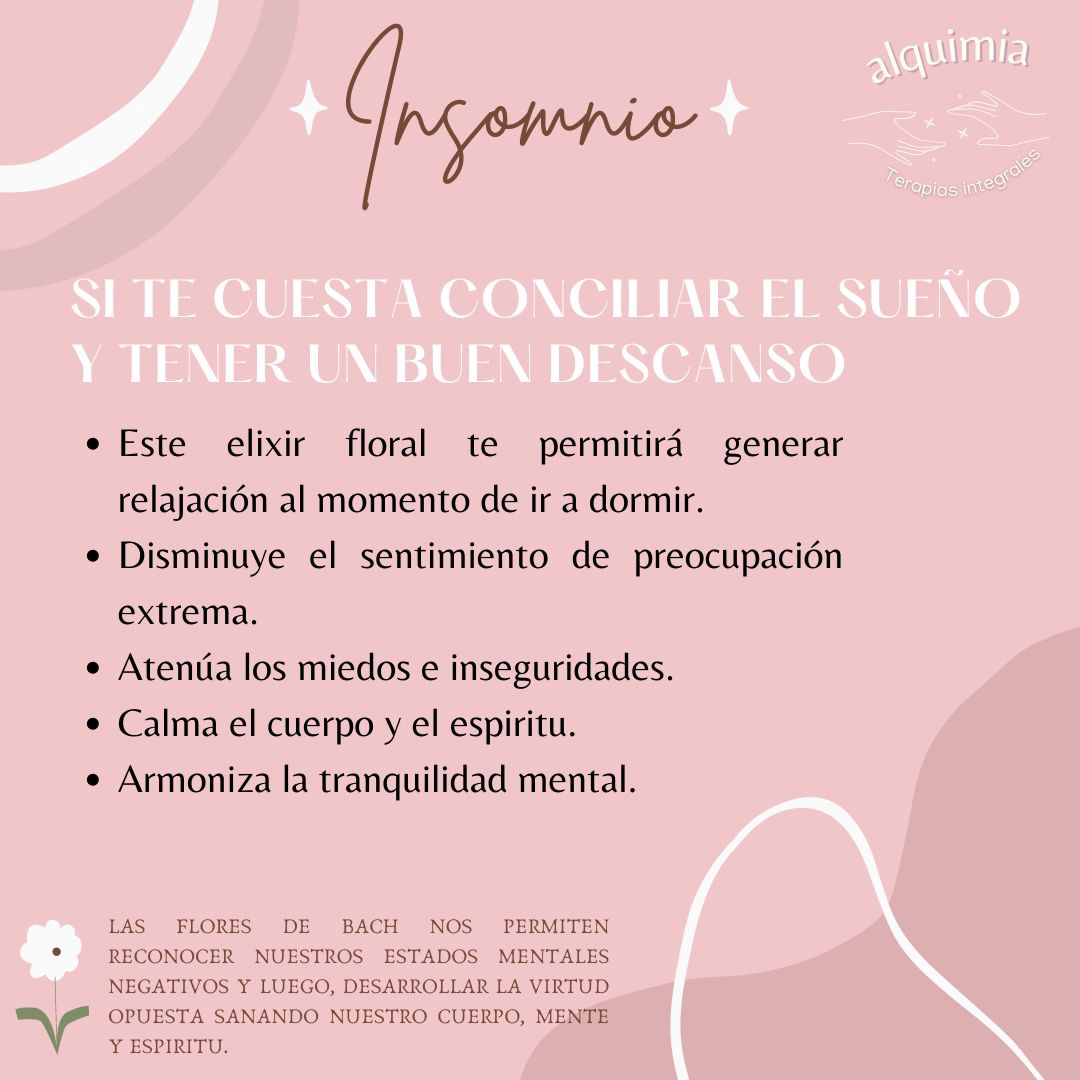 Insomnio
alquimia
Terapias integrales
SI TE CUESTA CONCILIAR EL SUEÑO
Y TENER UN BUEN DESCANSO
• Este elixir floral te permitirá generar
relajación al momento de ir a dormir.
• Disminuye el sentimiento de preocupación
extrema.
• Atenúa los miedos e inseguridades.
• Calma el cuerpo y el espiritu.
• Armoniza la tranquilidad mental.
LAS FLORES DE BACH NOS PERMITEN
RECONOCER NUESTROS ESTADOS MENTALES
NEGATIVOS Y LUEGO, DESARROLLAR LA VIRTUD
OPUESTA SANANDO NUESTRO CUERPO, MENTE
Y ESPIRITU.